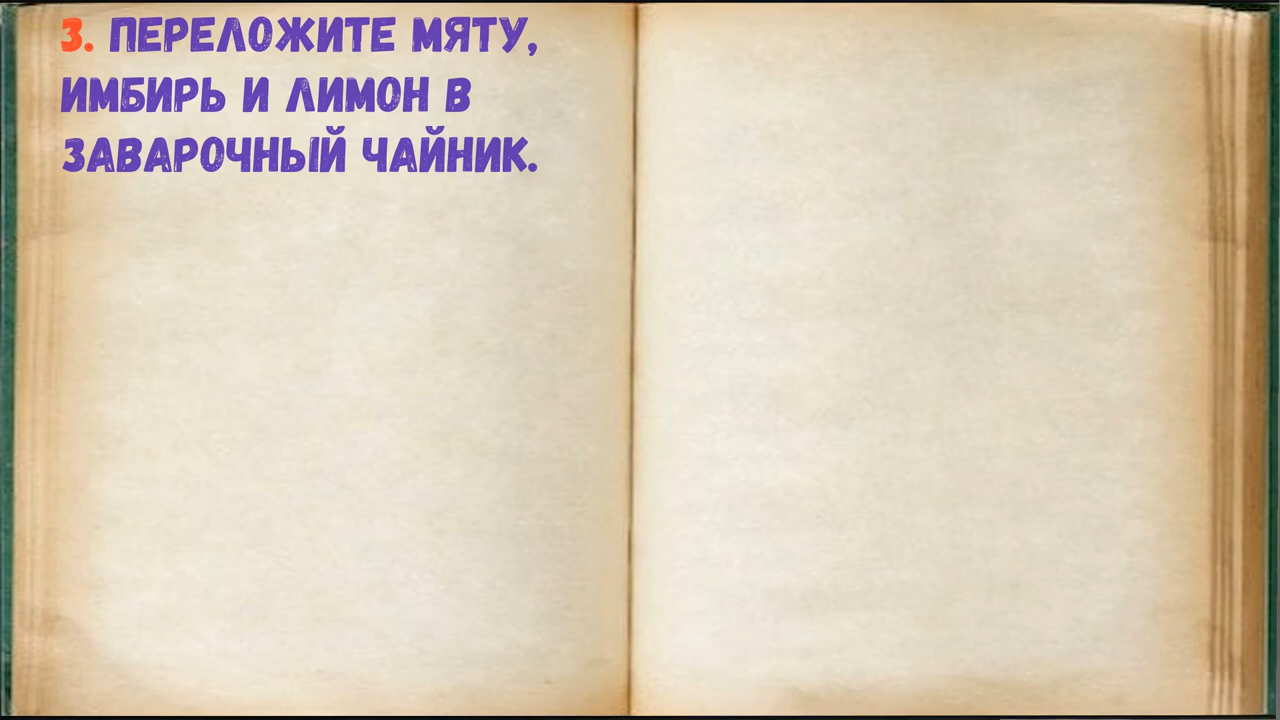 3. ПЕРЕЛОЖИТЕ МЯТУ,
ИМБИРЬ И ЛИМОН В
ЗАВАРОЧНЫЙ ЧАЙНИК.